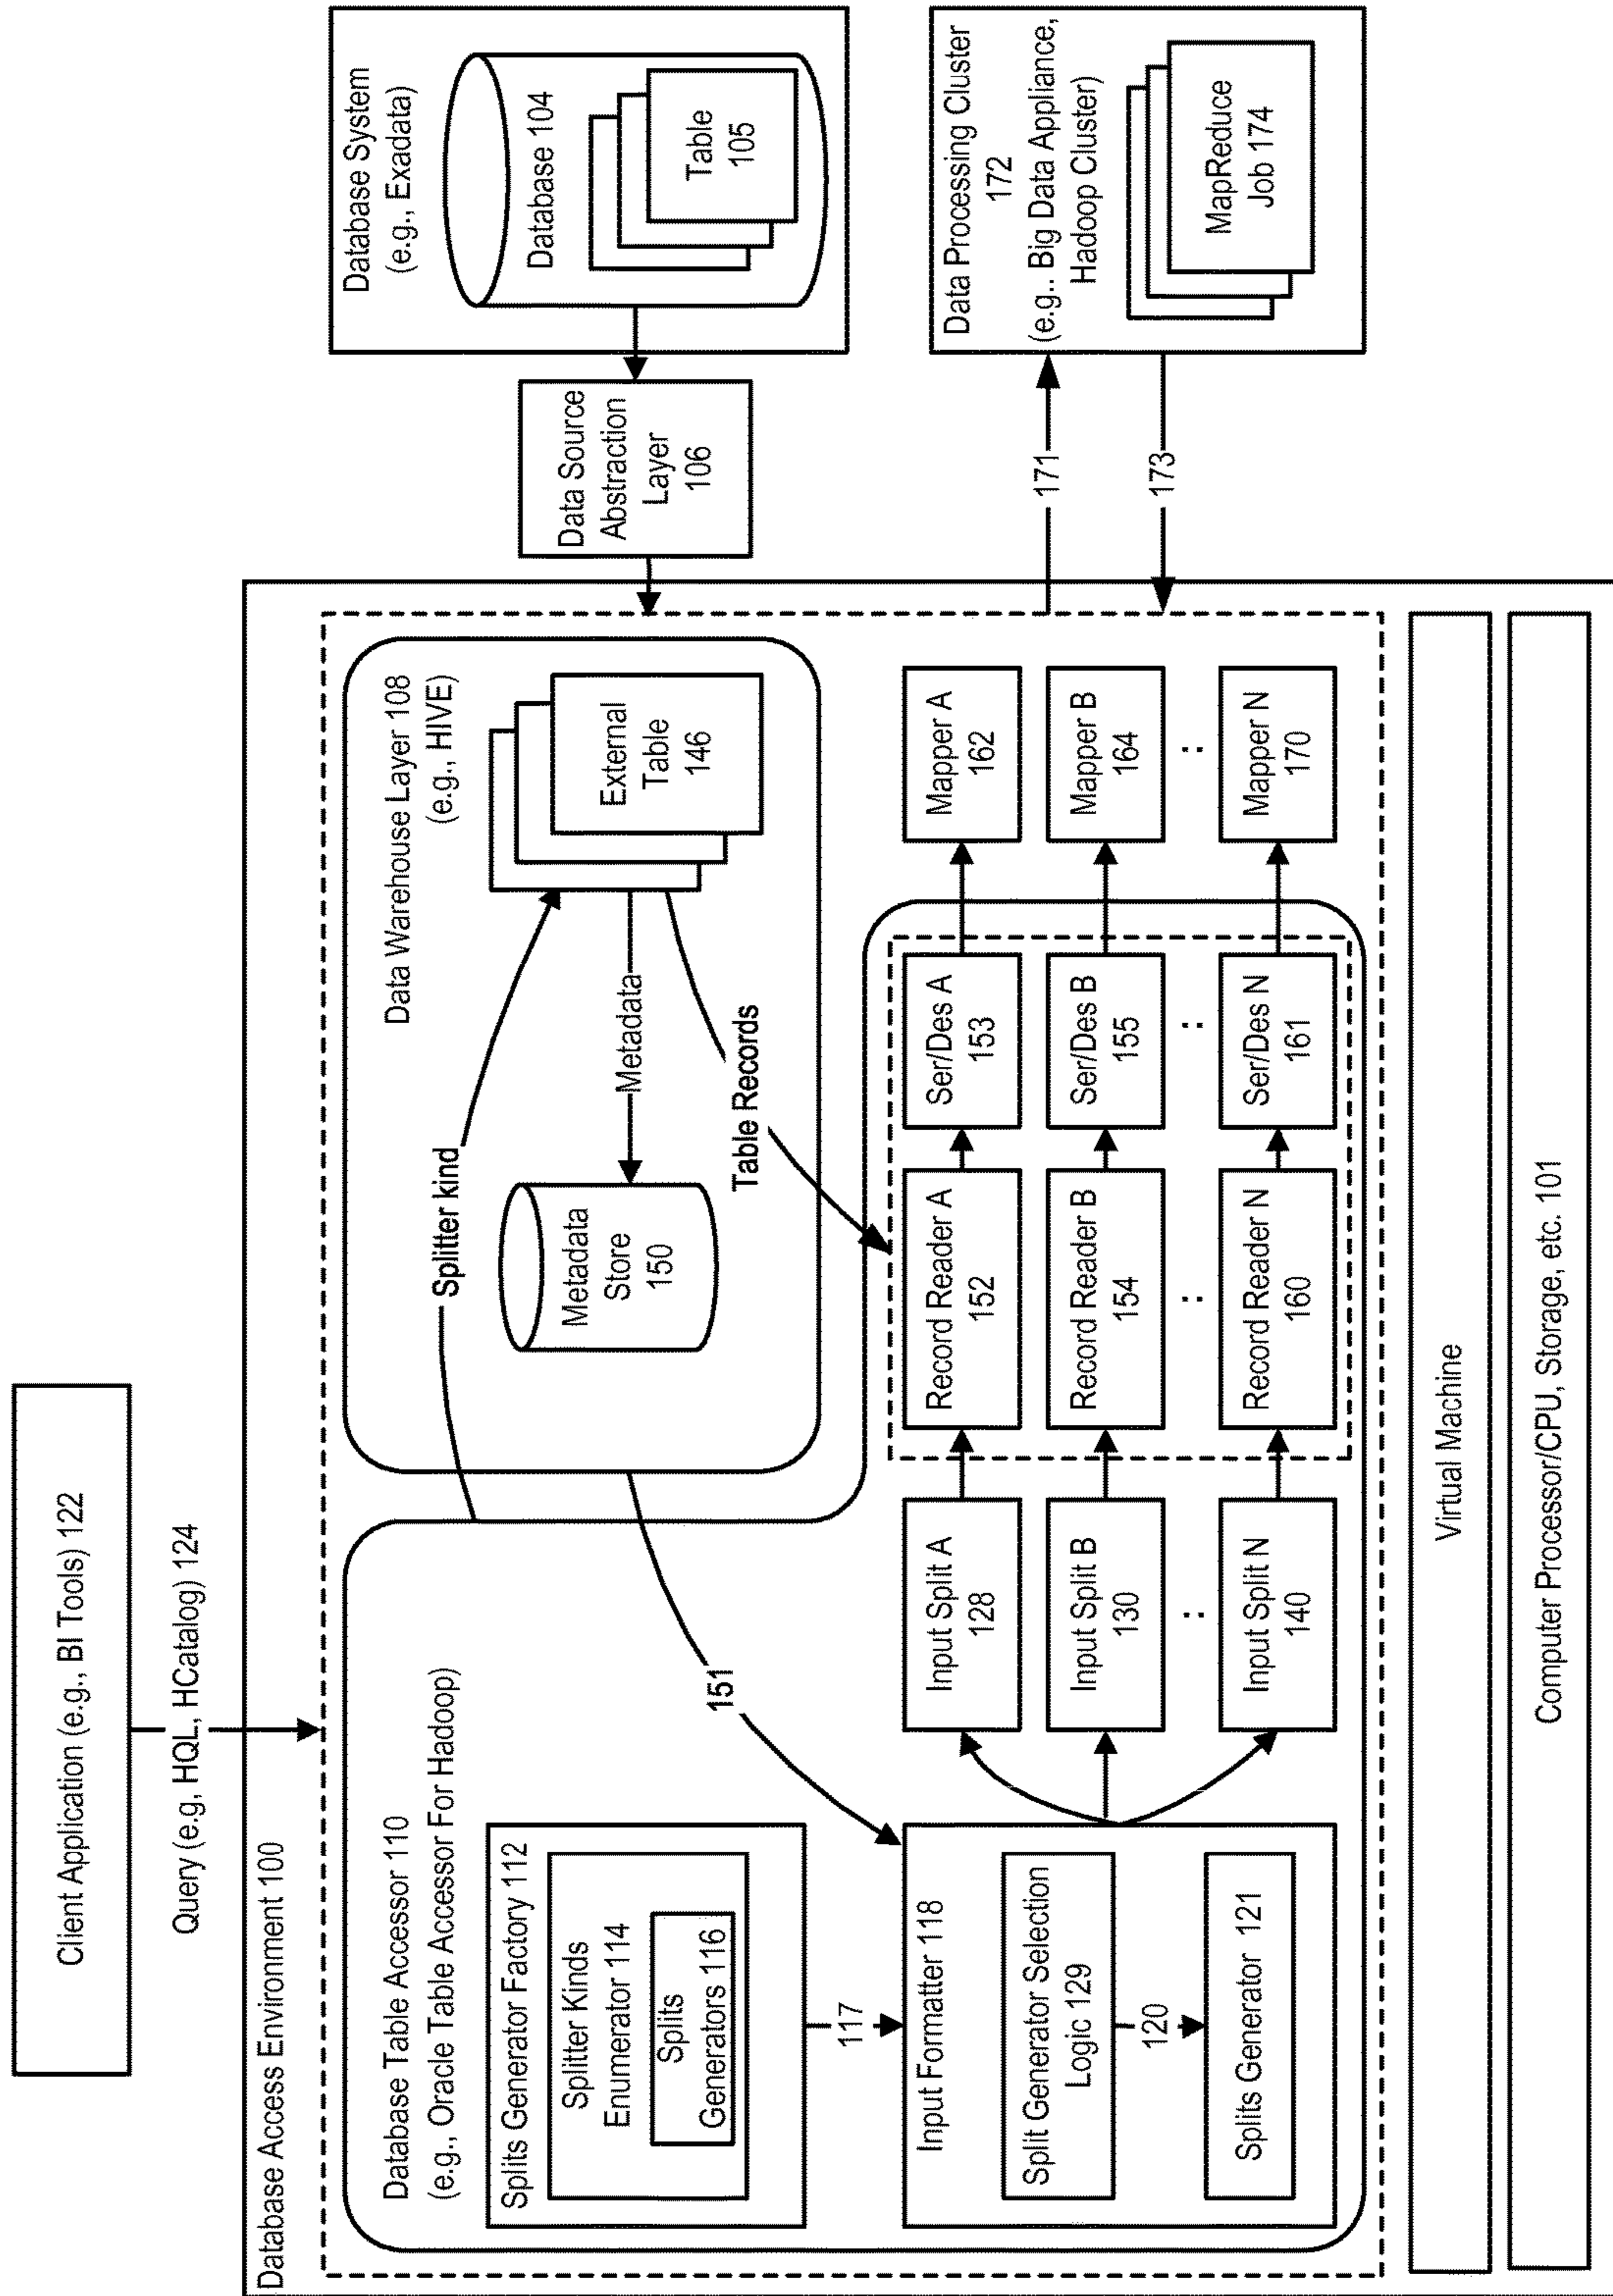 Client Application (e.g., BI Tools) 122
Query (e.g, HQL, HCatalog) 124
Database Access Environment 100
Database Table Accessor 110
(e.g., Oracle Table Accessor For Hadoop)
Splits Generator Factory 112
Splitter Kinds
Enumerator 114
Splits
Generators 116
117
Input Formatter 118
Split Generator Selection
Logic 129
120
Splits Generator 121
151
Splitter kind
Data Warehouse Layer 108
(e.g., HIVE)
Metadata
Store
150
Metadata
External
Table
146
Table Records
Input Split A
128
Input Split B
130
:
Input Split N
140
Record Reader A
152
Record Reader B
154
:
Record Reader N
160
Ser/Des A
153
Ser/Des B
155
:
Ser/Des N
161
Mapper A
162
Mapper B
164
:
Mapper N
170
Data Source
Abstraction
Layer
106
Database System
(e.g., Exadata)
Database 104
Table
105
171
173
Data Processing Cluster
172
(e.g.. Big Data Appliance,
Hadoop Cluster)
MapReduce
Job 174
Virtual Machine
Computer Processor/CPU, Storage, etc. 101